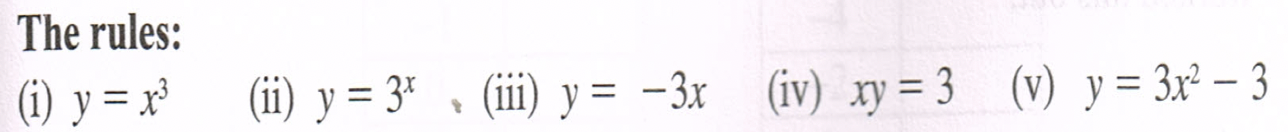 The rules:
(i) y = x³ (ii) y = 3ˣ (iii) y = −3x (iv) xy = 3 (v) y = 3x² − 3